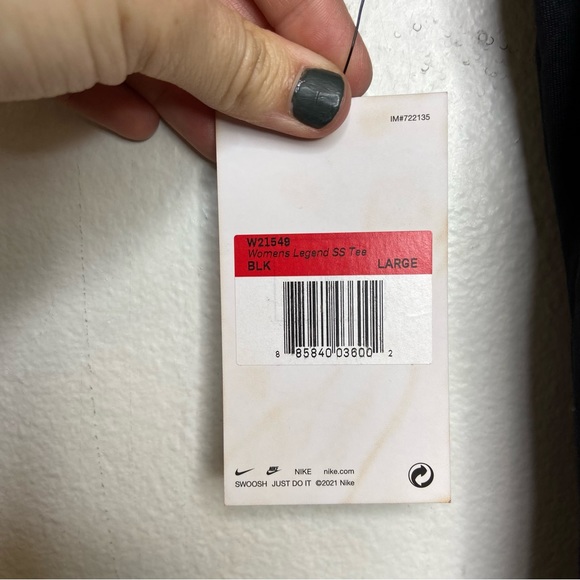 IM#722135
W21549
Womens Legend SS Tee
BLK LARGE
8 85840 03600 2
NIKE nike.com
SWOOSH JUST DO IT ©2021 Nike